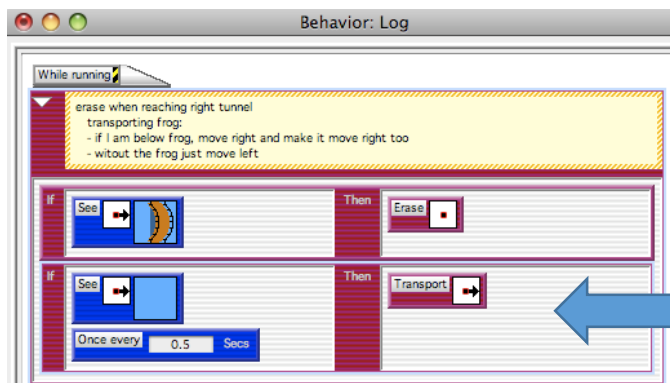 Behavior: Log
While running
erase when reaching right tunnel
transporting frog:
- if I am below frog, move right and make it move right too
- witout the frog just move left
If See Then Erase
If See Then Transport
Once every 0.5 Secs